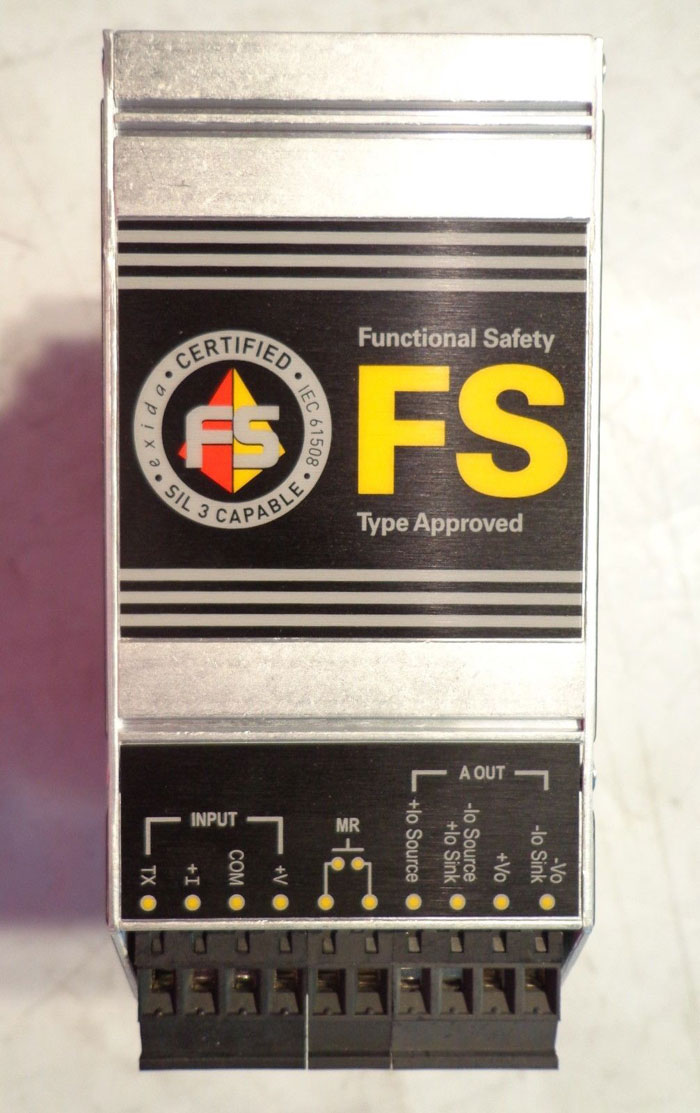 CERTIFIED
exida
IEC 61508
FS
SIL 3 CAPABLE
Functional Safety
FS
Type Approved
INPUT
TX
+I
COM
+V
MR
A OUT
+Io Source
-Io Source
+Io Sink
+Vo
-Vo
-Io Sink